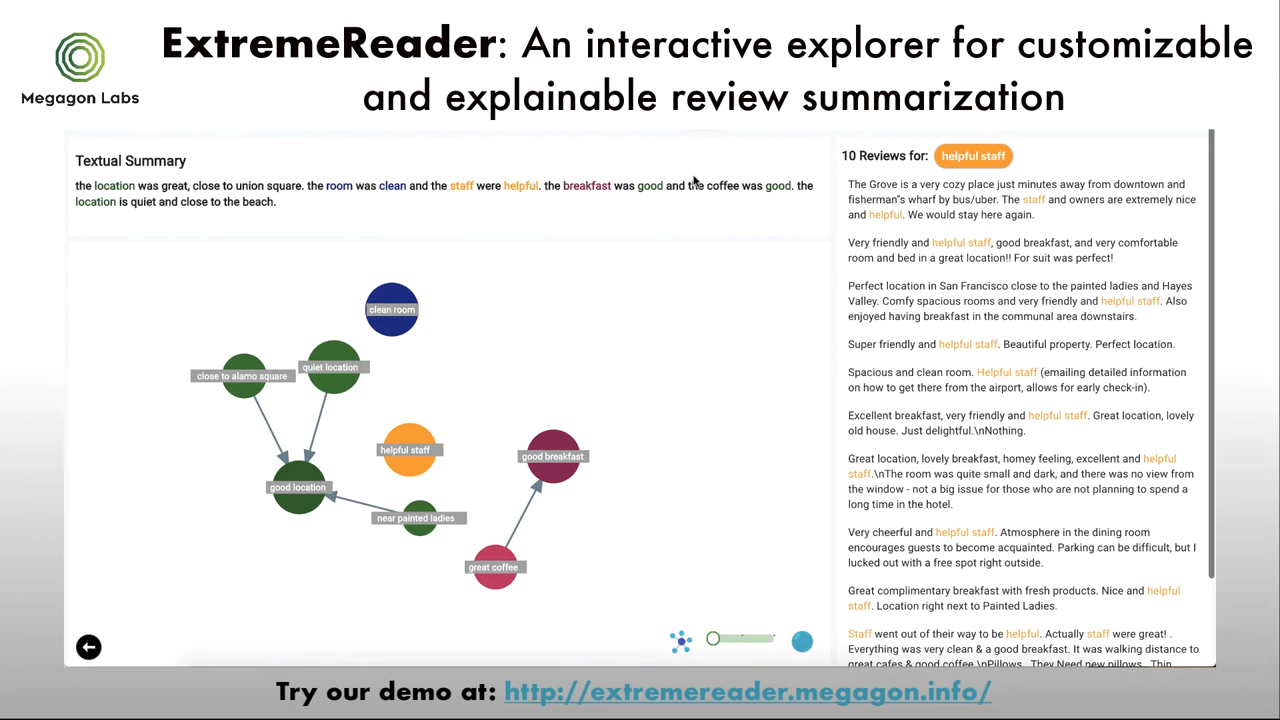 ExtremeReader: An interactive explorer for customizable
and explainable review summarization
Megagon Labs
Textual Summary
the location was great, close to union square. the room was clean and the staff were helpful. the breakfast was good and the coffee was good. the
location is quiet and close to the beach.
clean room
close to alamo square
quiet location
helpful staff
good breakfast
good location
near painted ladies
great coffee
10 Reviews for: helpful staff
The Grove is a very cozy place just minutes away from downtown and
fisherman"s wharf by bus/uber. The staff and owners are extremely nice
and helpful. We would stay here again.
Very friendly and helpful staff, good breakfast, and very comfortable
room and bed in a great location!! For suit was perfect!
Perfect location in San Francisco close to the painted ladies and Hayes
Valley. Comfy spacious rooms and very friendly and helpful staff. Also
enjoyed having breakfast in the communal area downstairs.
Super friendly and helpful staff. Beautiful property. Perfect location.
Spacious and clean room. Helpful staff (emailing detailed information
on how to get there from the airport, allows for early check-in).
Excellent breakfast, very friendly and helpful staff. Great location, lovely
old house. Just delightful.\nNothing.
Great location, lovely breakfast, homey feeling, excellent and helpful
staff.\nThe room was quite small and dark, and there was no view from
the window - not a big issue for those who are not planning to spend a
long time in the hotel.
Very cheerful and helpful staff. Atmosphere in the dining room
encourages guests to become acquainted. Parking can be difficult, but I
lucked out with a free spot right outside.
Great complimentary breakfast with fresh products. Nice and helpful
staff. Location right next to Painted Ladies.
Staff went out of their way to be helpful. Actually staff were great! .
Everything was very clean & a good breakfast. It was walking distance to
great cafes & good coffee.\nPillows . They Need new pillows . Thin
Try our demo at: http://extremereader.megagon.info/